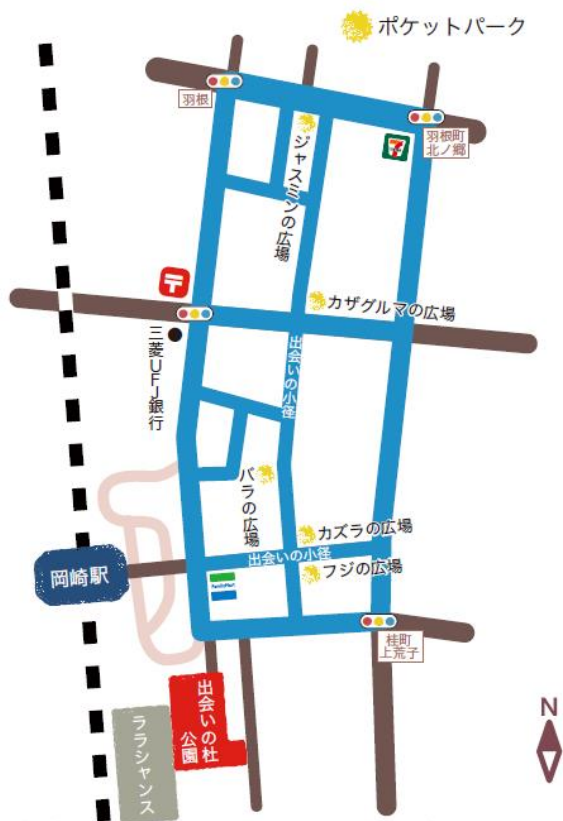 ポケットパーク
羽根
羽根町
北ノ郷
7
ジャスミンの広場
〒
カザグルマの広場
三菱UFJ銀行
出会いの小径
バラの広場
カズラの広場
出会いの小径
フジの広場
岡崎駅
FamilyMart
桂町
上荒子
出会いの杜
公園
ララシャンス
N